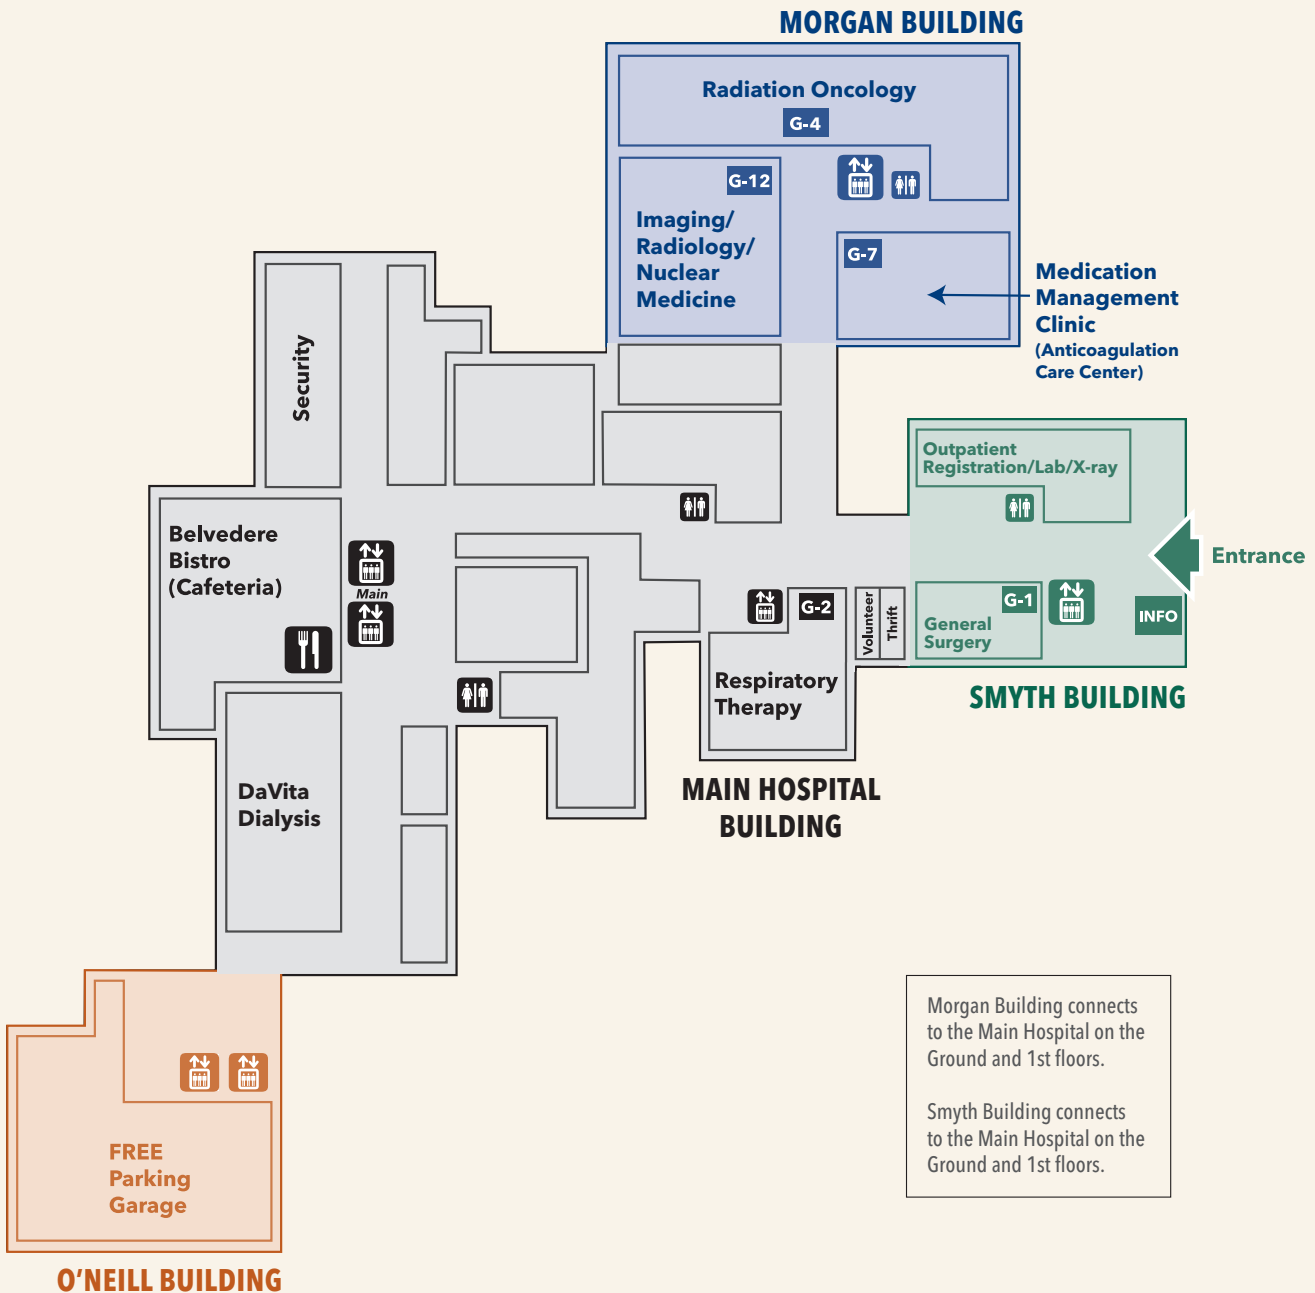 MORGAN BUILDING
Radiation Oncology
G-4
G-12
Imaging/
Radiology/
Nuclear
Medicine
G-7
Medication
Management
Clinic
(Anticoagulation
Care Center)
Security
Outpatient
Registration/Lab/X-ray
Belvedere
Bistro
(Cafeteria)
Main
Entrance
G-2
Volunteer
Thrift
G-1
General
Surgery
INFO
Respiratory
Therapy
SMYTH BUILDING
MAIN HOSPITAL
BUILDING
DaVita
Dialysis
Morgan Building connects
to the Main Hospital on the
Ground and 1st floors.
Smyth Building connects
to the Main Hospital on the
Ground and 1st floors.
FREE
Parking
Garage
O'NEILL BUILDING